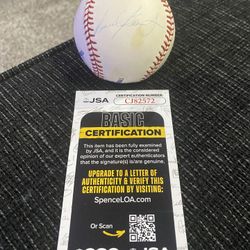 JSA
CERTIFICATION NUMBER
CJ82572
BASIC
CERTIFICATION
This item has been fully examined
by JSA, and it is the considered
opinion of our expert authenticators
that the signature(s) is/are genuine.
UPGRADE TO A LETTER OF
AUTHENTICITY & VERIFY THIS
CERTIFICATION BY VISITING:
SpenceLOA.com
Or Scan